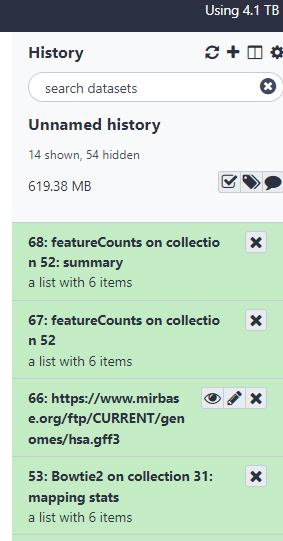 Using 4.1 TB
History
search datasets
Unnamed history
14 shown, 54 hidden
619.38 MB
68: featureCounts on collectio
n 52: summary
a list with 6 items
67: featureCounts on collectio
n 52
a list with 6 items
66: https://www.mirbas
e.org/ftp/CURRENT/gen
omes/hsa.gff3
53: Bowtie2 on collection 31:
mapping stats
a list with 6 items